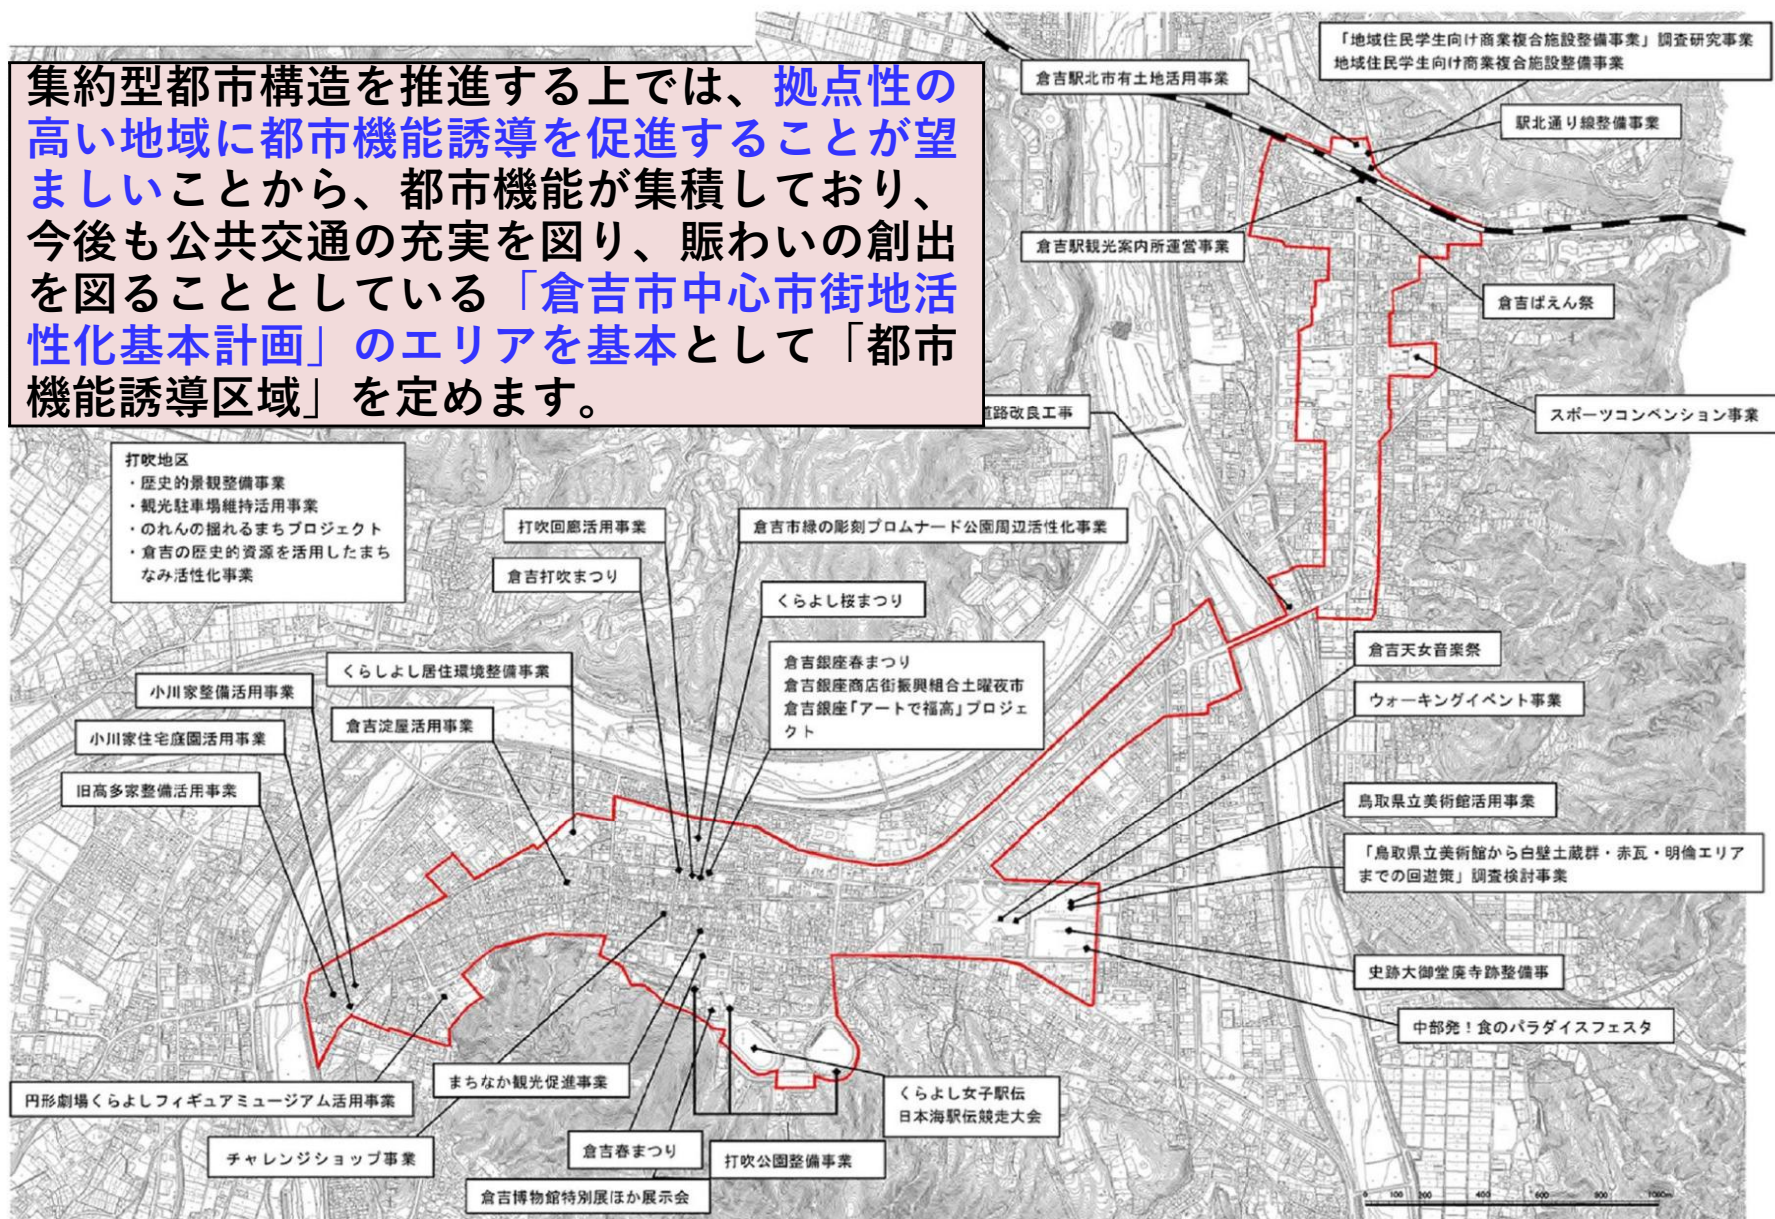 集約型都市構造を推進する上では、拠点性の
高い地域に都市機能誘導を促進することが望
ましいことから、都市機能が集積しており、
今後も公共交通の充実を図り、賑わいの創出
を図ることとしている「倉吉市中心市街地活
性化基本計画」のエリアを基本として「都市
機能誘導区域」を定めます。
「地域住民学生向け商業複合施設整備事業」調査研究事業
地域住民学生向け商業複合施設整備事業
倉吉駅北市有土地活用事業
駅北通り線整備事業
倉吉駅観光案内所運営事業
倉吉ばえん祭
スポーツコンベンション事業
道路改良工事
打吹地区
・歴史的景観整備事業
・観光駐車場維持活用事業
・のれんの揺れるまちプロジェクト
・倉吉の歴史的資源を活用したまち
なみ活性化事業
打吹回廊活用事業
倉吉市緑の彫刻プロムナード公園周辺活性化事業
倉吉打吹まつり
くらよし桜まつり
倉吉銀座春まつり
倉吉銀座商店街振興組合土曜夜市
倉吉銀座「アートで福高」プロジェ
クト
倉吉天女音楽祭
ウォーキングイベント事業
くらしよし居住環境整備事業
小川家整備活用事業
倉吉淀屋活用事業
小川家住宅庭園活用事業
旧高多家整備活用事業
鳥取県立美術館活用事業
「鳥取県立美術館から白壁土蔵群・赤瓦・明倫エリア
までの回遊策」調査検討事業
史跡大御堂廃寺跡整備事
中部発！食のパラダイスフェスタ
円形劇場くらよしフィギュアミュージアム活用事業
まちなか観光促進事業
くらよし女子駅伝
日本海駅伝競走大会
チャレンジショップ事業
倉吉春まつり
打吹公園整備事業
倉吉博物館特別展ほか展示会
0 100 200 400 600 800 1000m